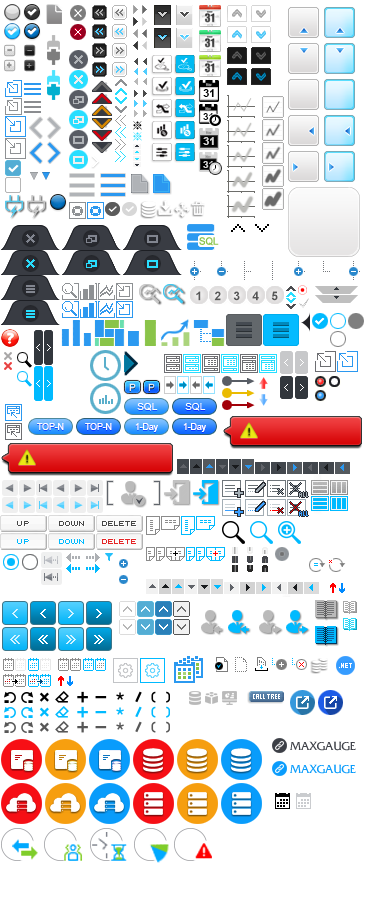 31
31
31
31
31
31
SQL
1 2 3 4 5
P P
SQL SQL
TOP-N TOP-N 1-Day 1-Day
UP DOWN DELETE
UP DOWN DELETE
.NET
CALL TREE
MAXGAUGE
MAXGAUGE